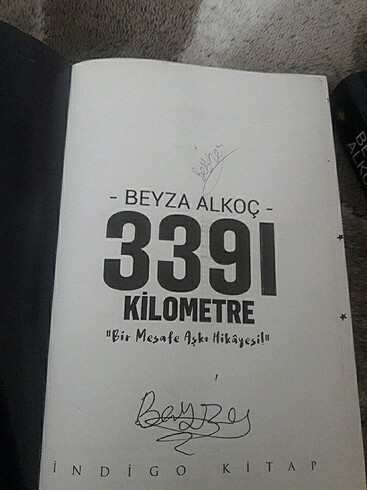 - BEYZA ALKOÇ -
3391
KİLOMETRE
"Bir Mesafe Aşkı Hikâyesi!"
İNDİGO KİTAP